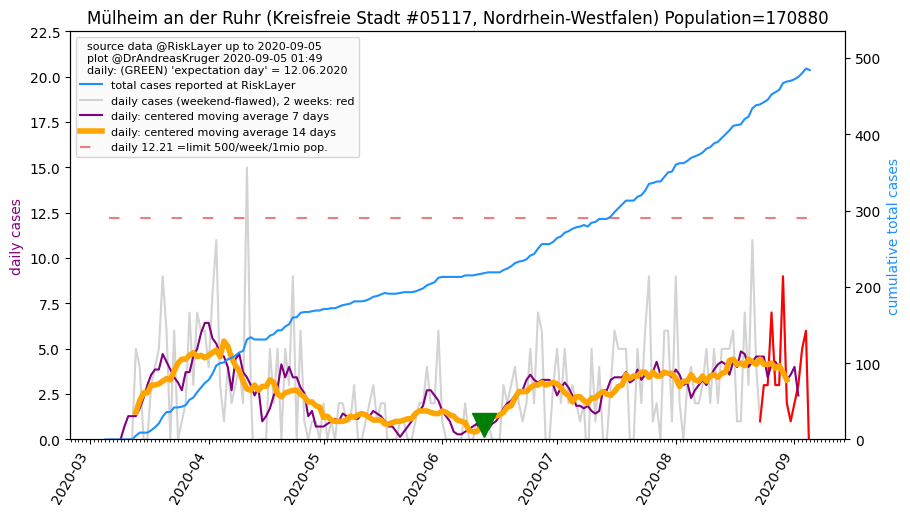 Mülheim an der Ruhr (Kreisfreie Stadt #05117, Nordrhein-Westfalen) Population=170880
source data @RiskLayer up to 2020-09-05
plot @DrAndreasKruger 2020-09-05 01:49
daily: (GREEN) 'expectation day' = 12.06.2020
total cases reported at RiskLayer
daily cases (weekend-flawed), 2 weeks: red
daily: centered moving average 7 days
daily: centered moving average 14 days
daily 12.21 =limit 500/week/1mio pop.
daily cases
22.5
20.0
17.5
15.0
12.5
10.0
7.5
5.0
2.5
0.0
cumulative total cases
500
400
300
200
100
0
2020-03
2020-04
2020-05
2020-06
2020-07
2020-08
2020-09